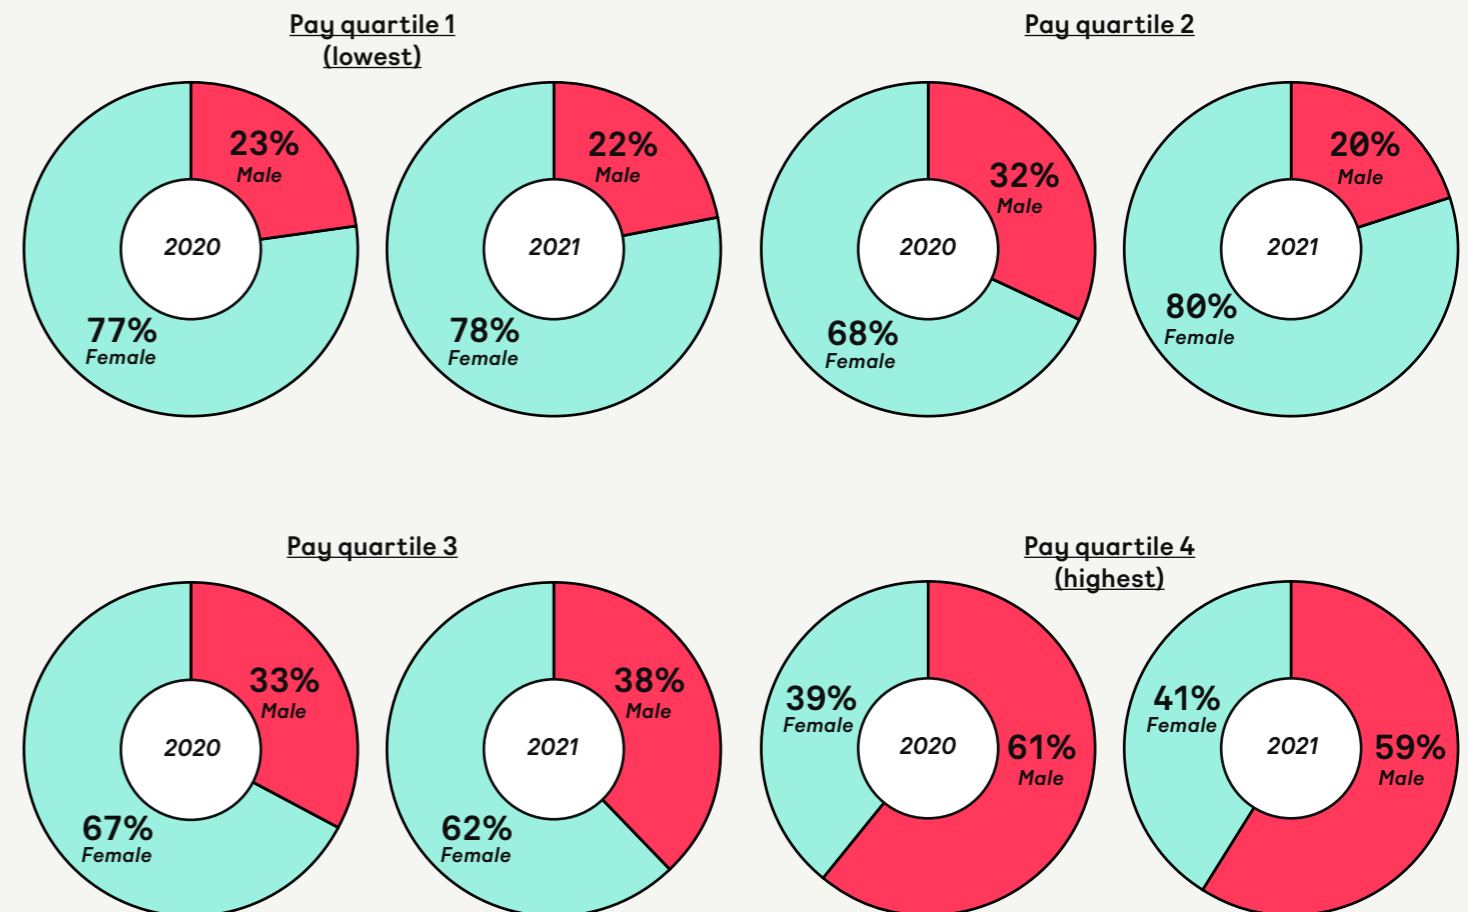 Pay quartile 1
(lowest)
23%
Male
2020
77%
Female
22%
Male
2021
78%
Female
Pay quartile 2
32%
Male
2020
68%
Female
20%
Male
2021
80%
Female
Pay quartile 3
33%
Male
2020
67%
Female
38%
Male
2021
62%
Female
Pay quartile 4
(highest)
39%
Female
2020
61%
Male
41%
Female
2021
59%
Male